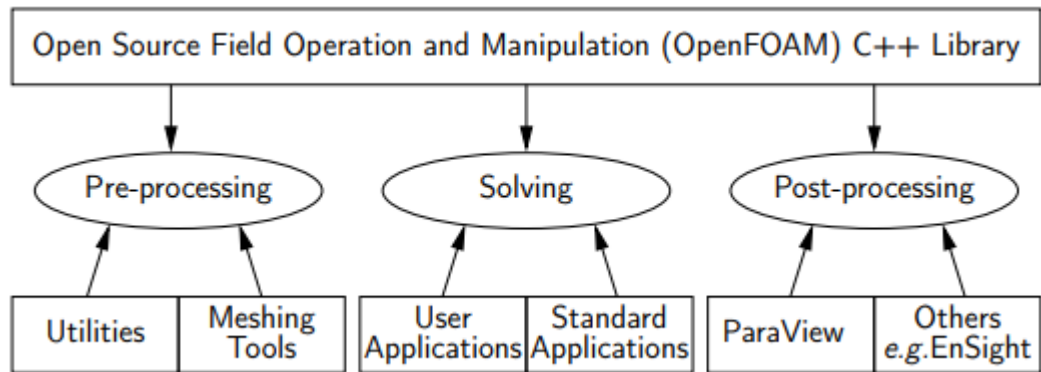 Open Source Field Operation and Manipulation (OpenFOAM) C++ Library
Pre-processing
Solving
Post-processing
Utilities
Meshing
Tools
User
Applications
Standard
Applications
ParaView
Others
e.g.EnSight